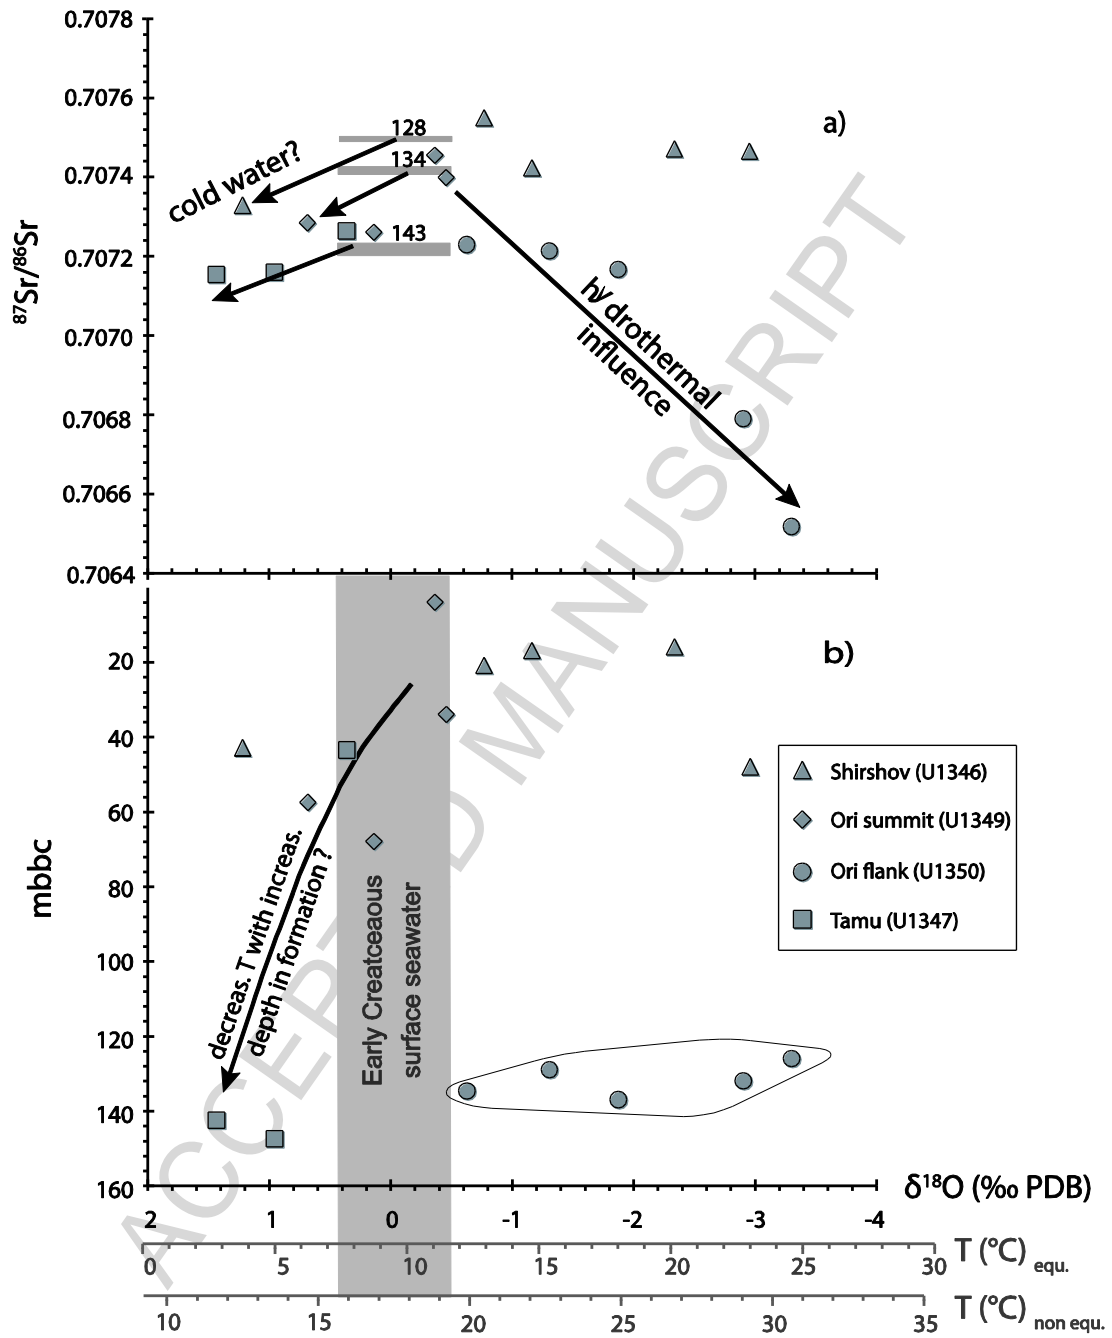 0.7078
0.7076
0.7074
0.7072
0.7070
0.7068
0.7066
0.7064
⁸⁷Sr/⁸⁶Sr
a)
128
134
143
cold water?
hydrothermal
influence
ACCEPTED MANUSCRIPT
b)
20
40
60
80
100
120
140
160
mbbc
decreas. T with increas.
depth in formation ?
Early Creatceaous
surface seawater
Shirshov (U1346)
Ori summit (U1349)
Ori flank (U1350)
Tamu (U1347)
δ¹⁸O (‰ PDB)
2 1 0 -1 -2 -3 -4
0 5 10 15 20 25 30 T (°C) equ.
10 15 20 25 30 35 T (°C) non equ.